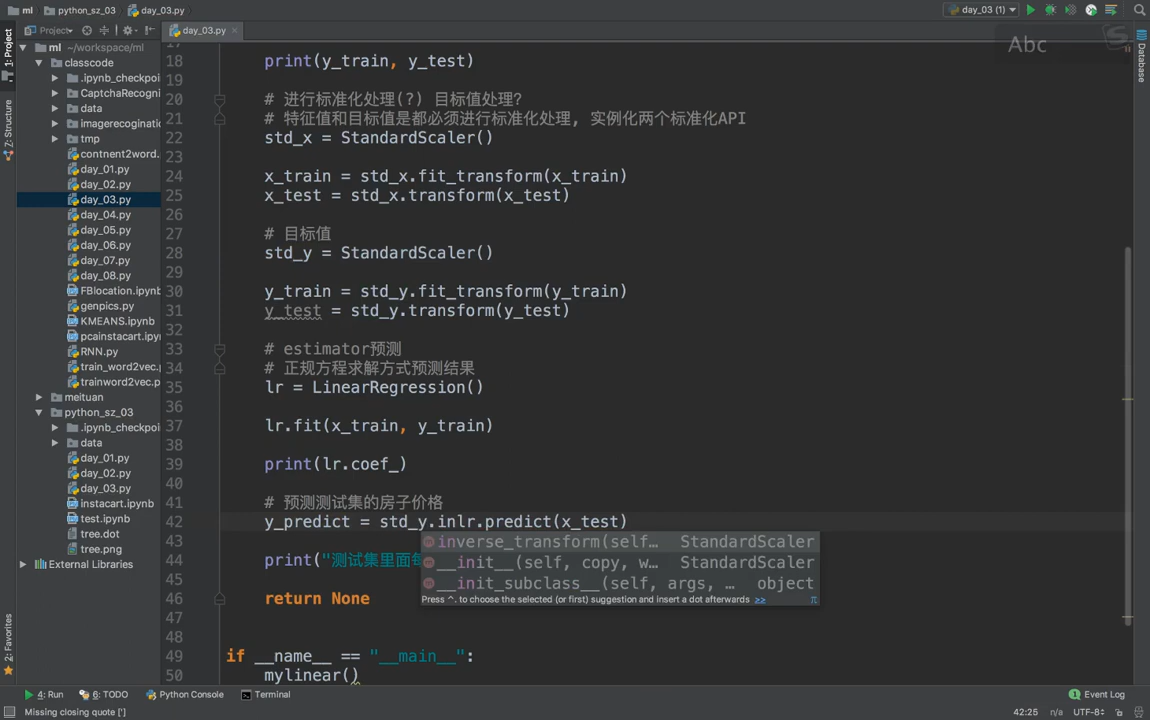 ml
python_sz_03
day_03.py
day_03 (1)
Project
day_03.py
Abc
1: Project
Z: Structure
2: Favorites
Database
ml ~/workspace/ml
classcode
.ipynb_checkpoi
CaptchaRecogni
data
imagerecoginatio
tmp
contnent2word.
day_01.py
day_02.py
day_03.py
day_04.py
day_05.py
day_06.py
day_07.py
day_08.py
FBlocation.ipynb
genpics.py
KMEANS.ipynb
pcainstacart.ipyn
RNN.py
train_word2vec.p
trainword2vec.p
meituan
python_sz_03
.ipynb_checkpoi
data
day_01.py
day_02.py
day_03.py
instacart.ipynb
test.ipynb
tree.dot
tree.png
External Libraries
18 print(y_train, y_test)
19
20 # 进行标准化处理(?) 目标值处理?
21 # 特征值和目标值是都必须进行标准化处理, 实例化两个标准化API
22 std_x = StandardScaler()
23
24 x_train = std_x.fit_transform(x_train)
25 x_test = std_x.transform(x_test)
26
27 # 目标值
28 std_y = StandardScaler()
29
30 y_train = std_y.fit_transform(y_train)
31 y_test = std_y.transform(y_test)
32
33 # estimator预测
34 # 正规方程求解方式预测结果
35 lr = LinearRegression()
36
37 lr.fit(x_train, y_train)
38
39 print(lr.coef_)
40
41 # 预测测试集的房子价格
42 y_predict = std_y.inlr.predict(x_test)
43
inverse_transform(self… StandardScaler
44 print("测试集里面每
__init__(self, copy, w… StandardScaler
45
__init_subclass__(self, args, … object
Press ^. to choose the selected (or first) suggestion and insert a dot afterwards >> π
46 return None
47
48
49 if __name__ == "__main__":
50 mylinear()
4: Run
6: TODO
Python Console
Terminal
1 Event Log
Missing closing quote [']
42:25
n/a
UTF-8